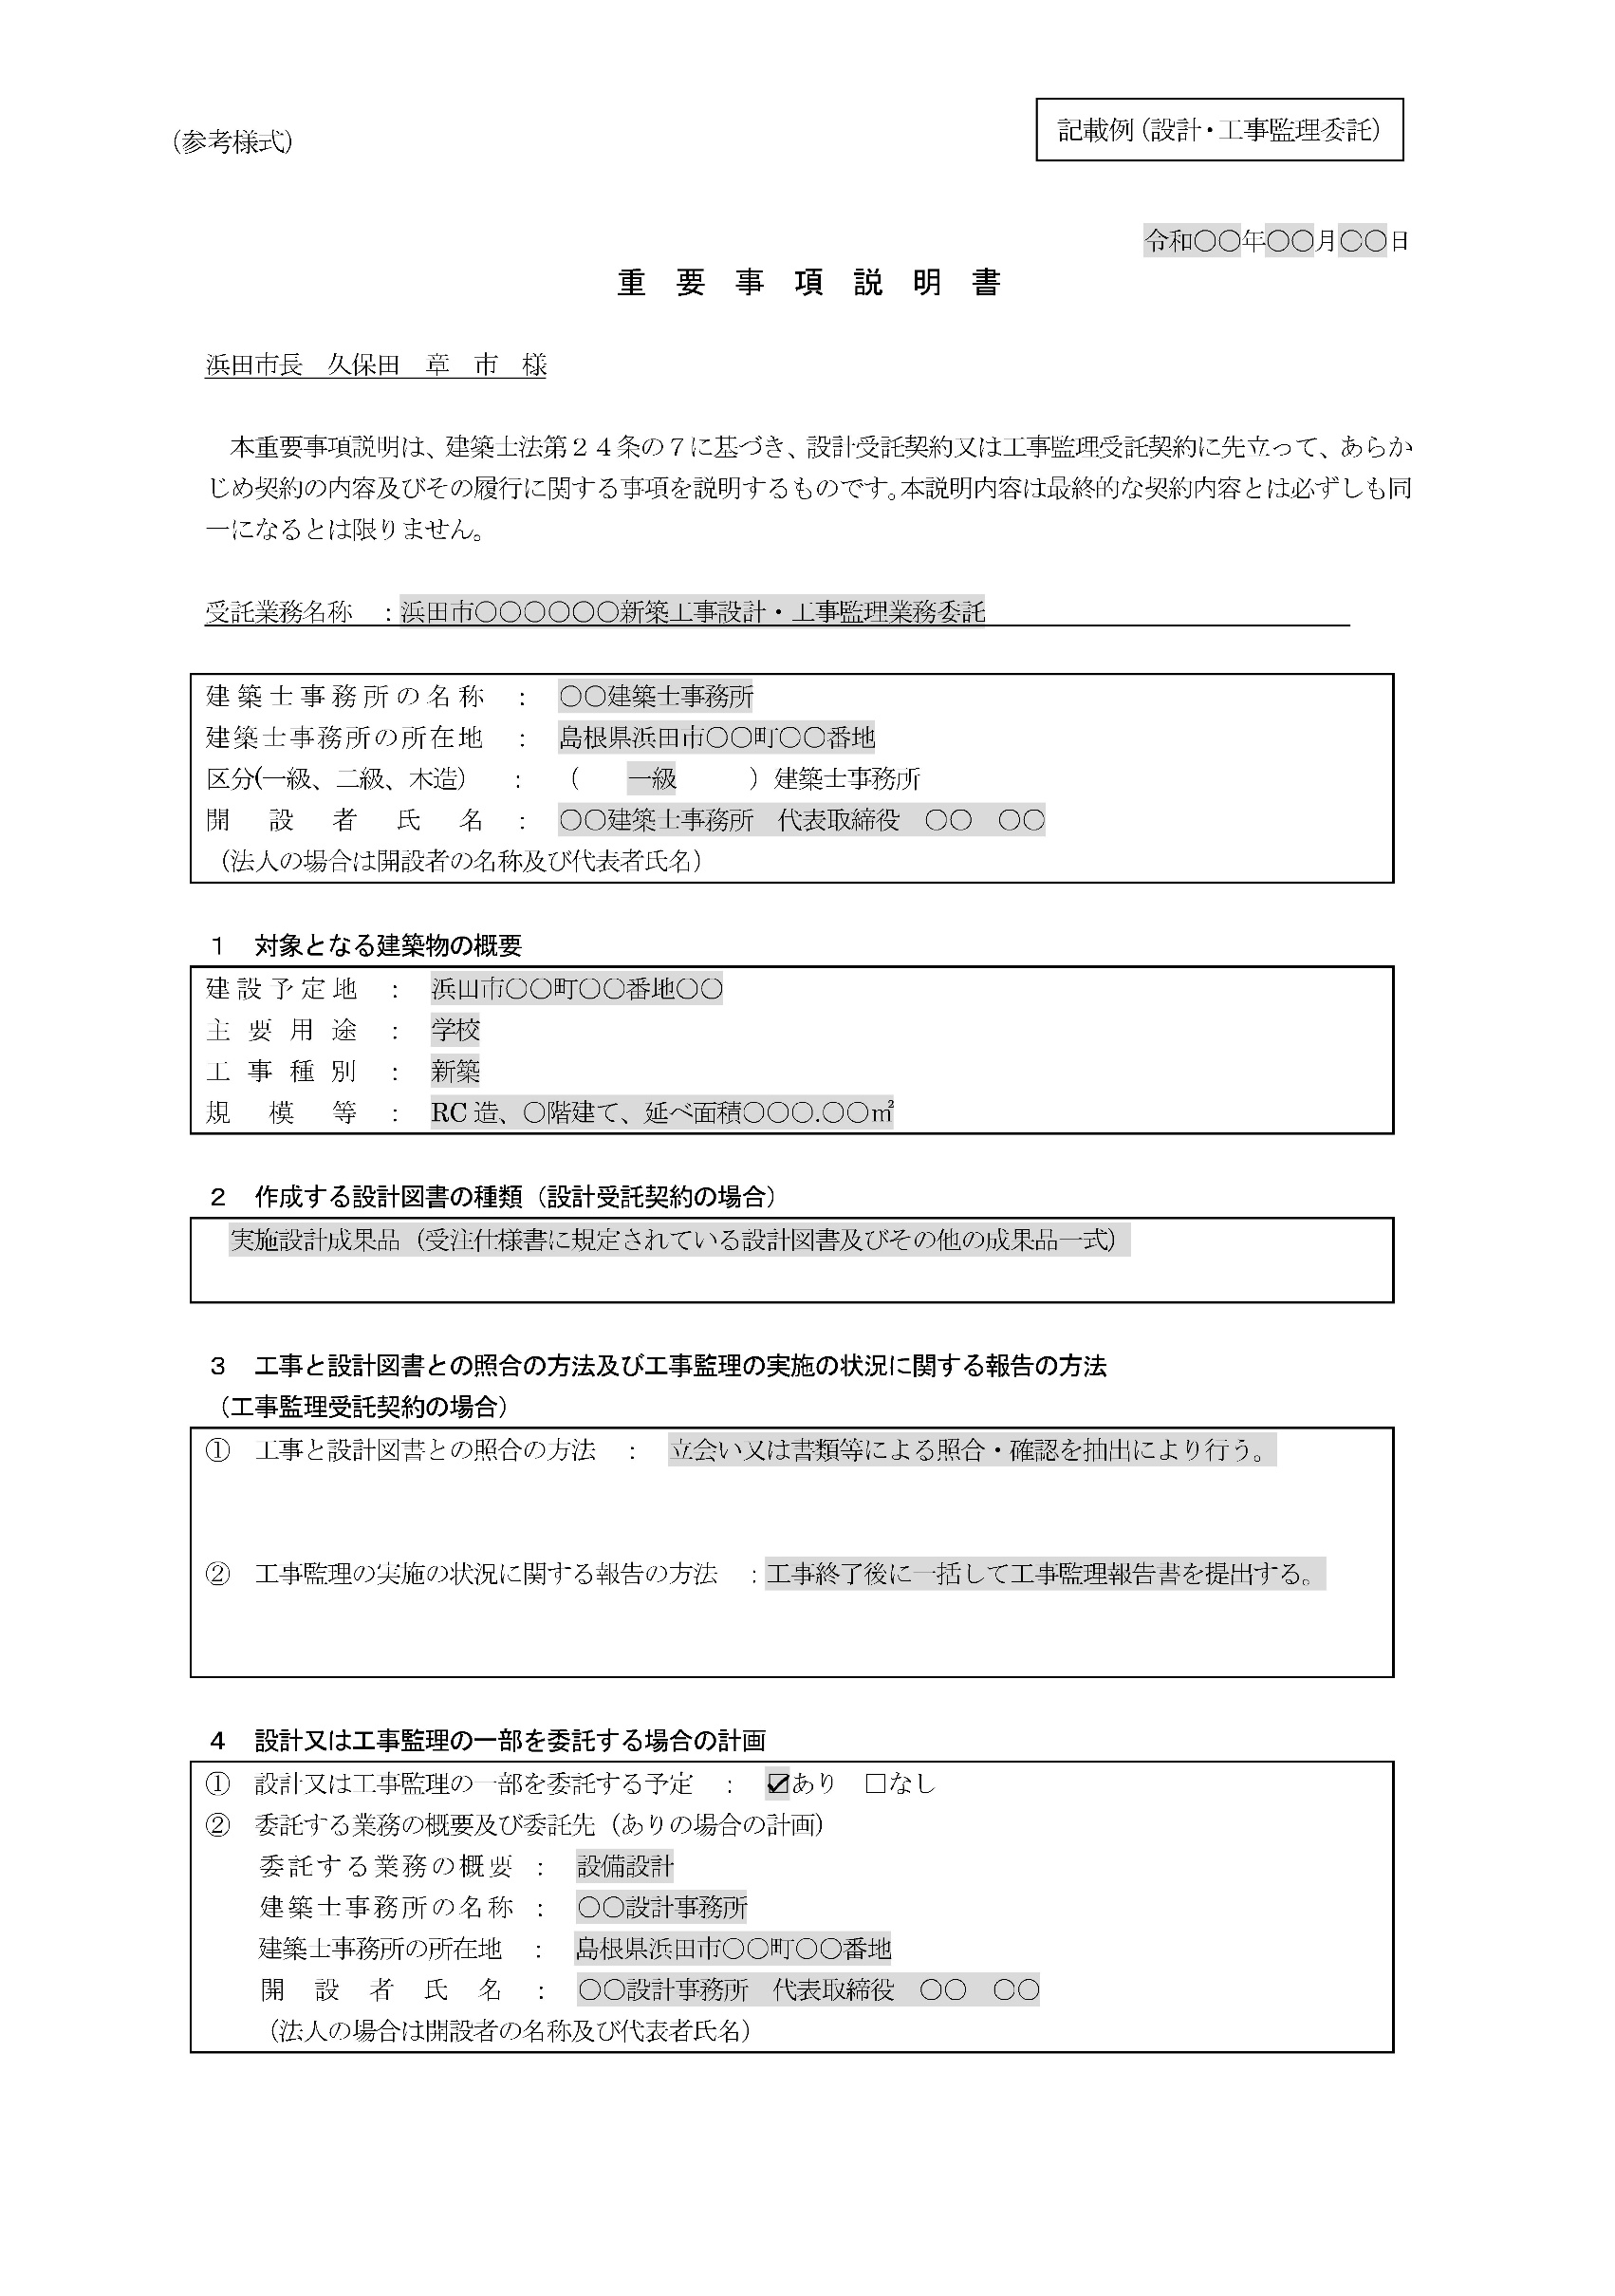 （参考様式）
記載例（設計・工事監理委託）
令和〇〇年〇〇月〇〇日
重　要　事　項　説　明　書
浜田市長　久保田　章　市　様
本重要事項説明は、建築士法第２４条の７に基づき、設計受託契約又は工事監理受託契約に先立って、あらか
じめ契約の内容及びその履行に関する事項を説明するものです。本説明内容は最終的な契約内容とは必ずしも同
一になるとは限りません。
受託業務名称　：浜田市〇〇〇〇〇〇新築工事設計・工事監理業務委託
建築士事務所の名称　：　〇〇建築士事務所
建築士事務所の所在地　：　島根県浜田市〇〇町〇〇番地
区分(一級、二級、木造)　：　（　　一級　　　）建築士事務所
開　設　者　氏　名　：　〇〇建築士事務所　代表取締役　〇〇　〇〇
（法人の場合は開設者の名称及び代表者氏名）
１　対象となる建築物の概要
建設予定地　：　浜田市〇〇町〇〇番地〇〇
主要用途　：　学校
工事種別　：　新築
規　模　等　：　RC 造、〇階建て、延べ面積〇〇〇.〇〇㎡
２　作成する設計図書の種類（設計受託契約の場合）
実施設計成果品（受注仕様書に規定されている設計図書及びその他の成果品一式）
３　工事と設計図書との照合の方法及び工事監理の実施の状況に関する報告の方法
（工事監理受託契約の場合）
①　工事と設計図書との照合の方法　：　立会い又は書類等による照合・確認を抽出により行う。
②　工事監理の実施の状況に関する報告の方法　：工事終了後に一括して工事監理報告書を提出する。
４　設計又は工事監理の一部を委託する場合の計画
①　設計又は工事監理の一部を委託する予定　：　☑あり　□なし
②　委託する業務の概要及び委託先（ありの場合の計画）
委託する業務の概要　：　設備設計
建築士事務所の名称　：　〇〇設計事務所
建築士事務所の所在地　：　島根県浜田市〇〇町〇〇番地
開　設　者　氏　名　：　〇〇設計事務所　代表取締役　〇〇　〇〇
（法人の場合は開設者の名称及び代表者氏名）